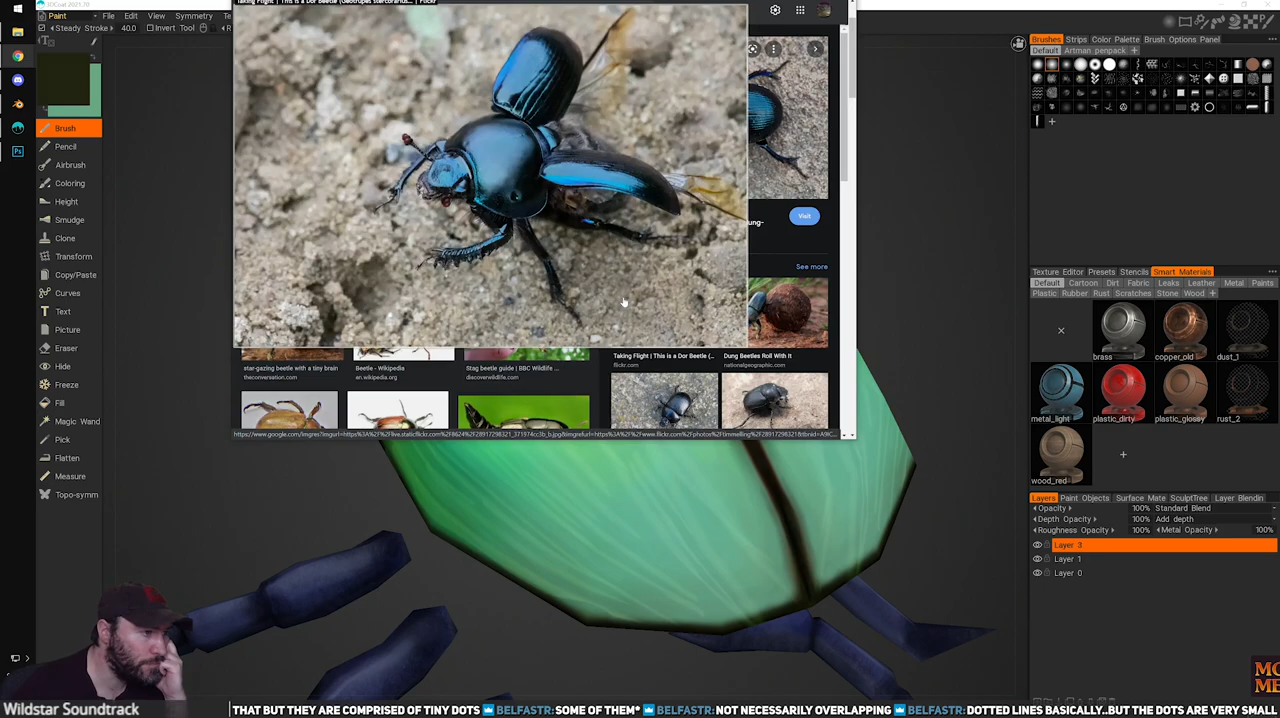 3DCoat 2021.10
Taking Flight | This is a Dor Beetle (Geotrupes stercorarius... | Flickr
Paint
File
Edit
View
Symmetry
Steady Stroke
40.0
Invert Tool
Brush
Pencil
Airbrush
Coloring
Height
Smudge
Clone
Transform
Copy/Paste
Curves
Text
Picture
Eraser
Hide
Freeze
Fill
Magic Wand
Pick
Flatten
Measure
Topo-symm
Visit
See more
star-gazing beetle with a tiny brain
theconversation.com
Beetle - Wikipedia
en.wikipedia.org
Stag beetle guide | BBC Wildlife ...
discoverwildlife.com
Taking Flight | This is a Dor Beetle (...
flickr.com
Dung Beetles Roll With It
nationalgeographic.com
Brushes
Strips
Color Palette
Brush Options Panel
Default
Artman penpack
Texture Editor
Presets
Stencils
Smart Materials
Default
Cartoon
Dirt
Fabric
Leaks
Leather
Metal
Paint
Plastic
Rubber
Rust
Scratches
Stone
Wood
brass
copper_old
dust_1
metal_light
plastic_dirty
plastic_glossy
rust_2
wood_red
Layers
Paint Objects
Surface Mate
SculptTree
Layer Blendin
Opacity
100%
Standard Blend
Depth Opacity
100%
Add depth
Roughness Opacity
100%
Metal Opacity
100%
Layer 3
Layer 1
Layer 0
Wildstar Soundtrack
THAT BUT THEY ARE COMPRISED OF TINY DOTS BELFASTR: SOME OF THEM* BELFASTR: NOT NECESSARILY OVERLAPPING BELFASTR: DOTTED LINES BASICALLY..BUT THE DOTS ARE VERY SMALL